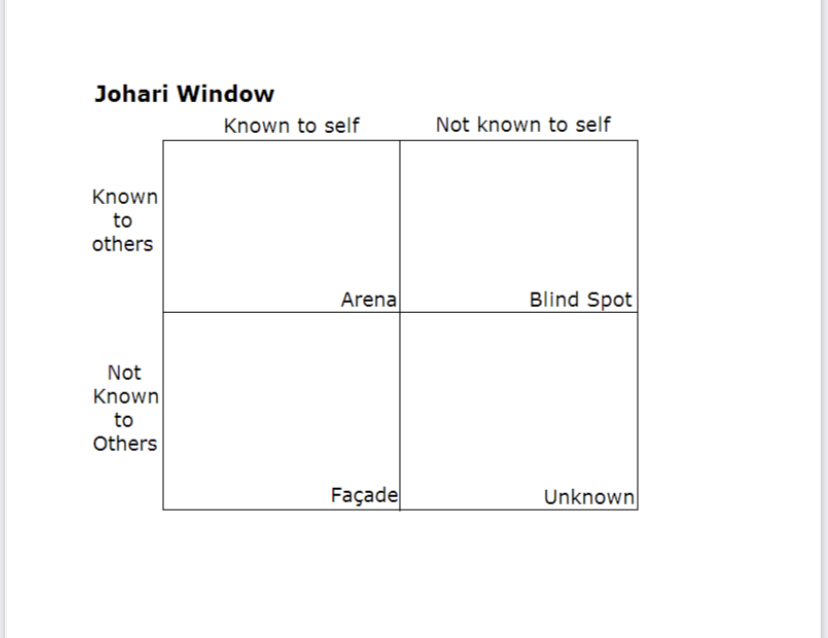 Johari Window
Known to self
Not known to self
Known
to
others
Arena
Blind Spot
Not
Known
to
Others
Façade
Unknown